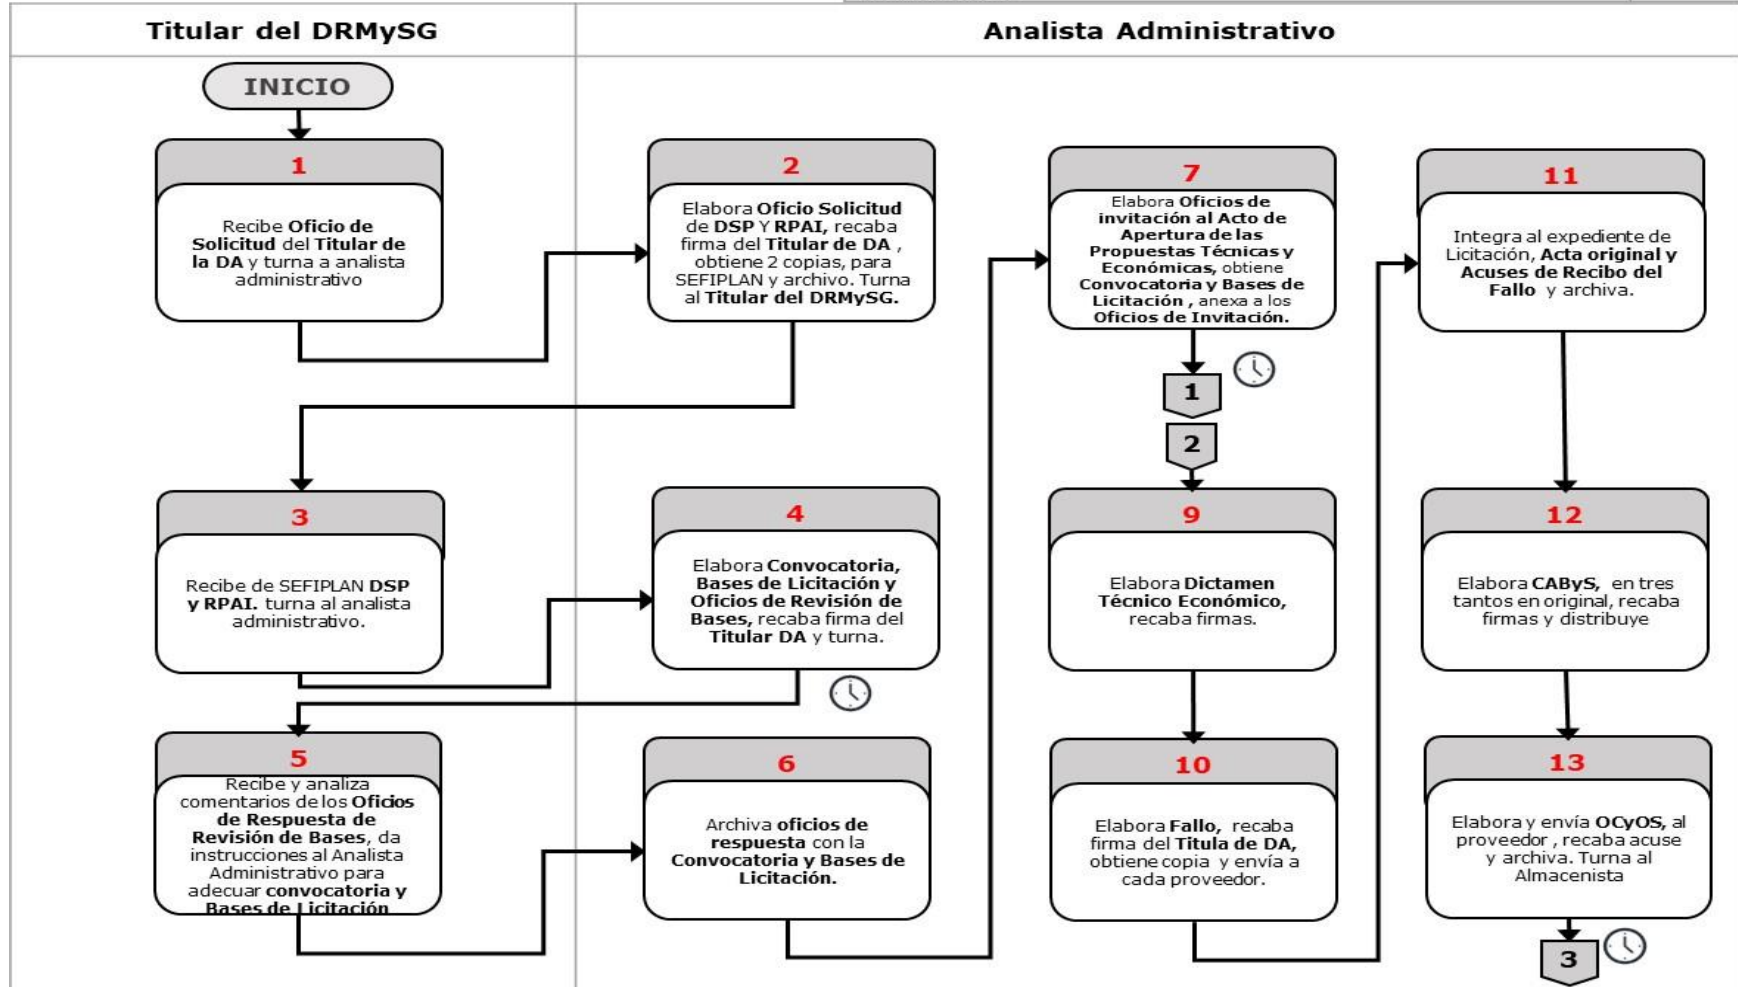 Titular del DRMySG
Analista Administrativo
INICIO
1
Recibe Oficio de
Solicitud del Titular de
la DA y turna a analista
administrativo
2
Elabora Oficio Solicitud
de DSP Y RPAI, recaba
firma del Titular de DA ,
obtiene 2 copias, para
SEFIPLAN y archivo. Turna
al Titular del DRMySG.
3
Recibe de SEFIPLAN DSP
y RPAI. turna al analista
administrativo.
4
Elabora Convocatoria,
Bases de Licitación y
Oficios de Revisión de
Bases, recaba firma del
Titular DA y turna.
5
Recibe y analiza
comentarios de los Oficios
de Respuesta de
Revisión de Bases, da
instrucciones al Analista
Administrativo para
adecuar convocatoria y
Bases de Licitación
6
Archiva oficios de
respuesta con la
Convocatoria y Bases de
Licitación.
7
Elabora Oficios de
invitación al Acto de
Apertura de las
Propuestas Técnicas y
Económicas, obtiene
Convocatoria y Bases de
Licitación , anexa a los
Oficios de Invitación.
1
2
9
Elabora Dictamen
Técnico Económico,
recaba firmas.
10
Elabora Fallo, recaba
firma del Titula de DA,
obtiene copia y envía a
cada proveedor.
11
Integra al expediente de
Licitación, Acta original y
Acuses de Recibo del
Fallo y archiva.
12
Elabora CAByS, en tres
tantos en original, recaba
firmas y distribuye
13
Elabora y envía OCyOS, al
proveedor , recaba acuse
y archiva. Turna al
Almacenista
3